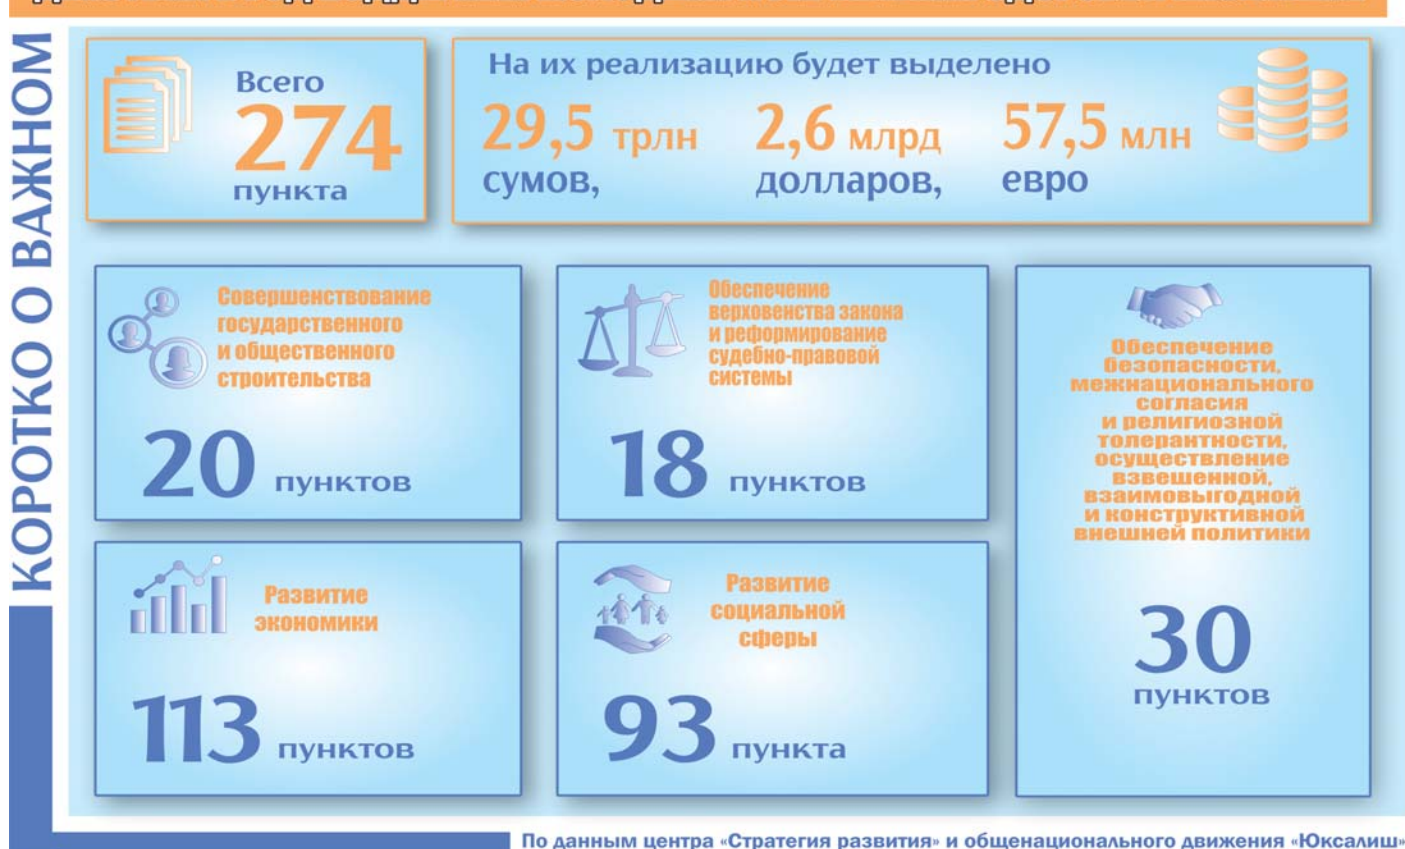 КОРОТКО О ВАЖНОМ
Всего
274
пункта
На их реализацию будет выделено
29,5 трлн
сумов,
2,6 млрд
долларов,
57,5 млн
евро
Совершенствование
государственного
и общественного
строительства
20 пунктов
Обеспечение
верховенства закона
и реформирование
судебно-правовой
системы
18 пунктов
Обеспечение
безопасности,
межнационального
согласия
и религиозной
толерантности,
осуществление
взвешенной,
взаимовыгодной
и конструктивной
внешней политики
30
пунктов
Развитие
экономики
113 пунктов
Развитие
социальной
сферы
93 пункта
По данным центра «Стратегия развития» и общенационального движения «Юксалиш»